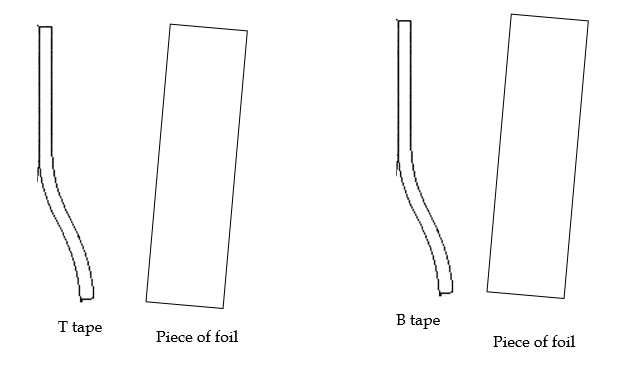 T tape
Piece of foil
B tape
Piece of foil